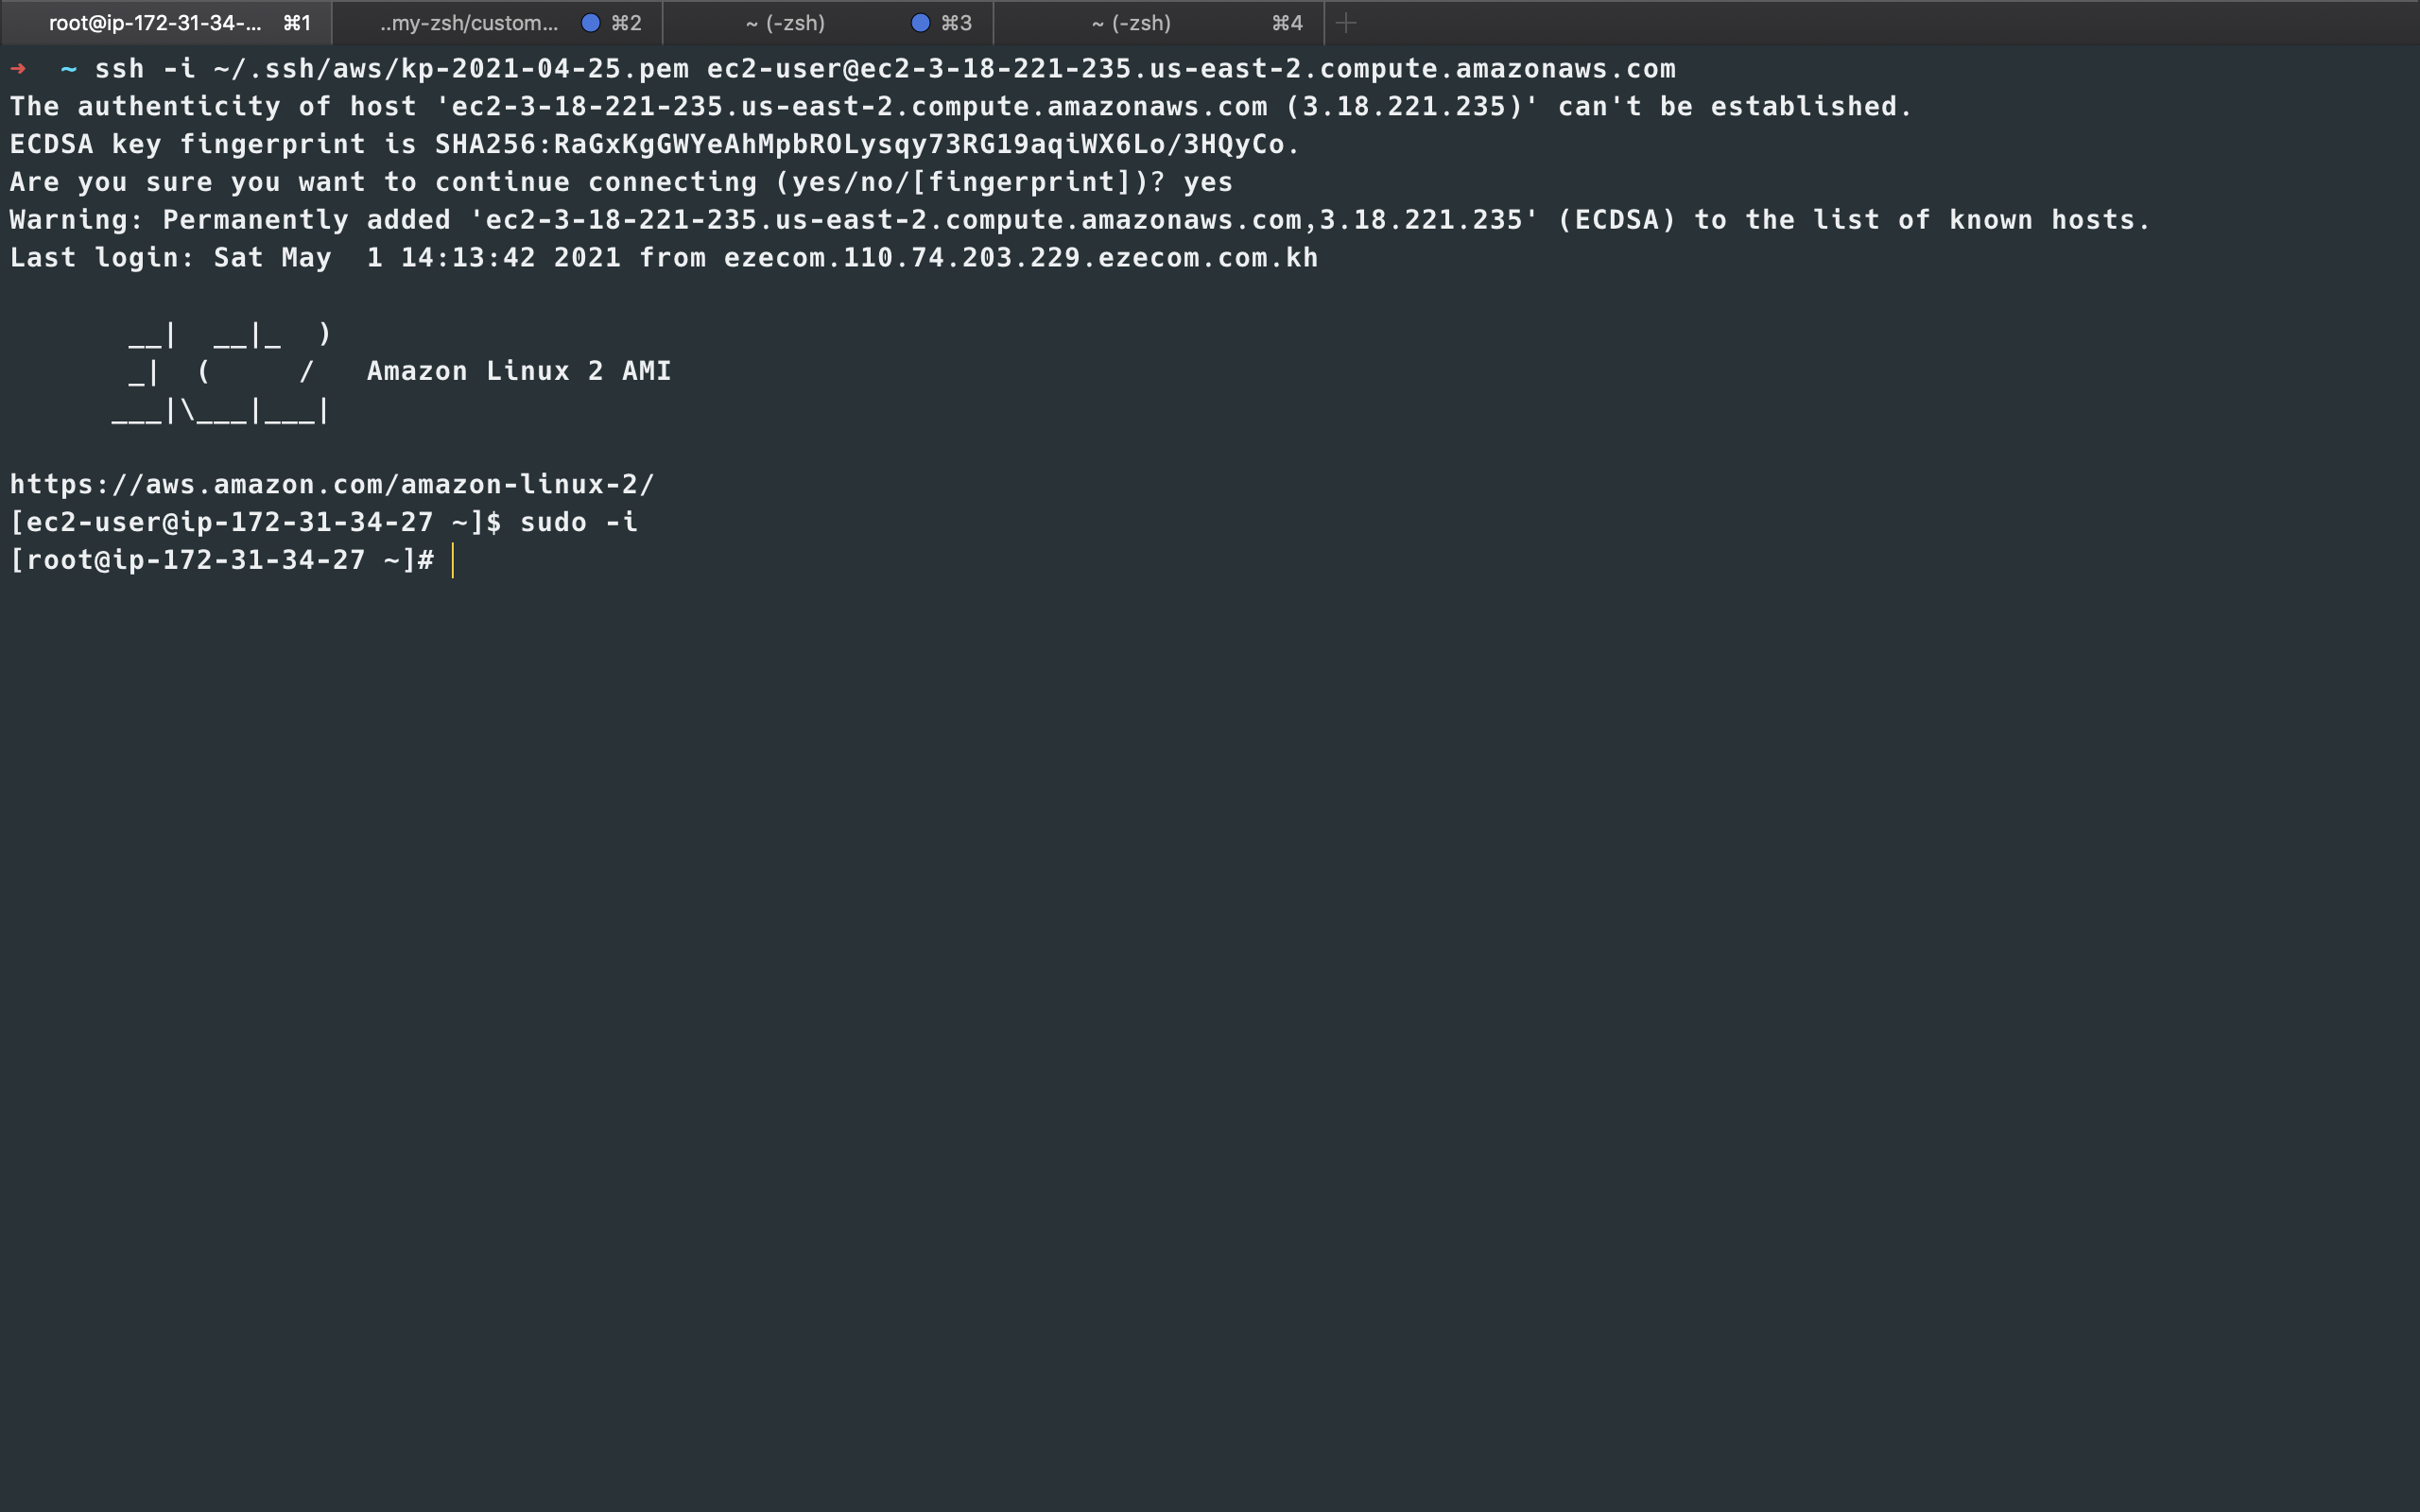 root@ip-172-31-34-... ⌘1 ..my-zsh/custom... ⌘2 ~ (-zsh) ⌘3 ~ (-zsh) ⌘4
➜  ~ ssh -i ~/.ssh/aws/kp-2021-04-25.pem ec2-user@ec2-3-18-221-235.us-east-2.compute.amazonaws.com
The authenticity of host 'ec2-3-18-221-235.us-east-2.compute.amazonaws.com (3.18.221.235)' can't be established.
ECDSA key fingerprint is SHA256:RaGxKgGWYeAhMpbROLysqy73RG19aqiWX6Lo/3HQyCo.
Are you sure you want to continue connecting (yes/no/[fingerprint])? yes
Warning: Permanently added 'ec2-3-18-221-235.us-east-2.compute.amazonaws.com,3.18.221.235' (ECDSA) to the list of known hosts.
Last login: Sat May  1 14:13:42 2021 from ezecom.110.74.203.229.ezecom.com.kh
       __|  __|_  )
       _|  (     /   Amazon Linux 2 AMI
      ___|\___|___|
https://aws.amazon.com/amazon-linux-2/
[ec2-user@ip-172-31-34-27 ~]$ sudo -i
[root@ip-172-31-34-27 ~]#